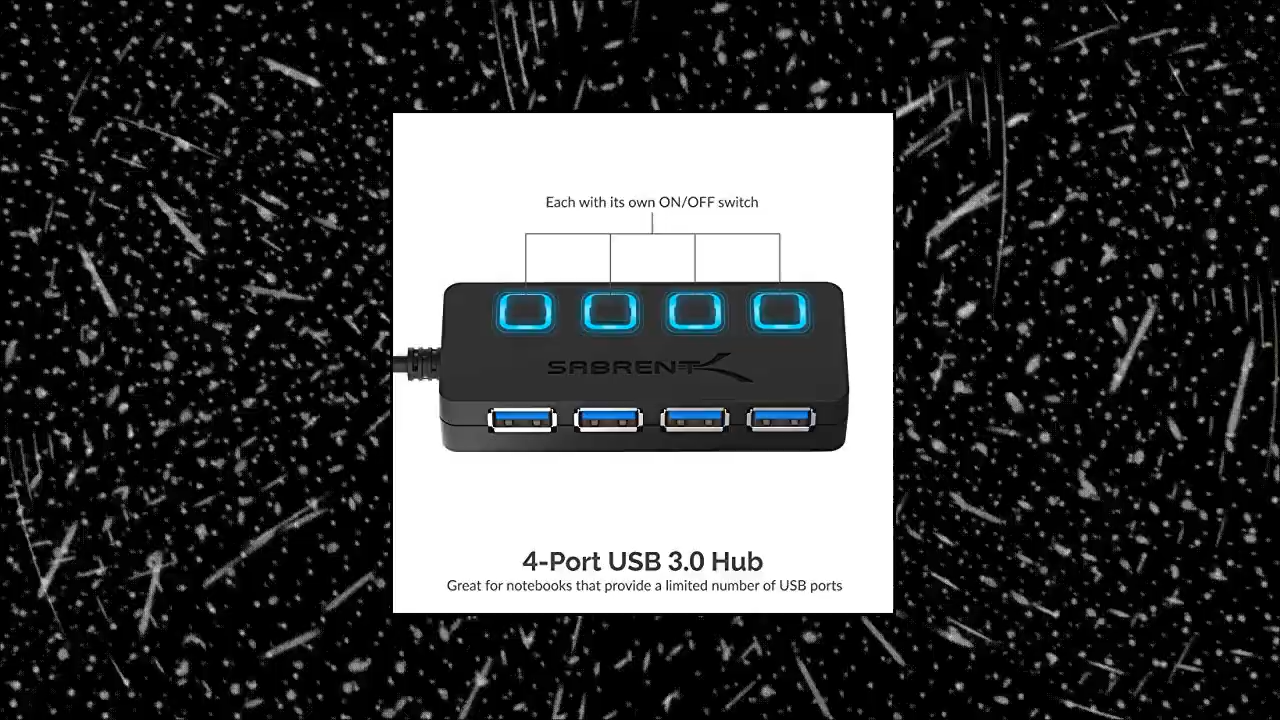 Each with its own ON/OFF switch
SABRENT
4-Port USB 3.0 Hub
Great for notebooks that provide a limited number of USB ports